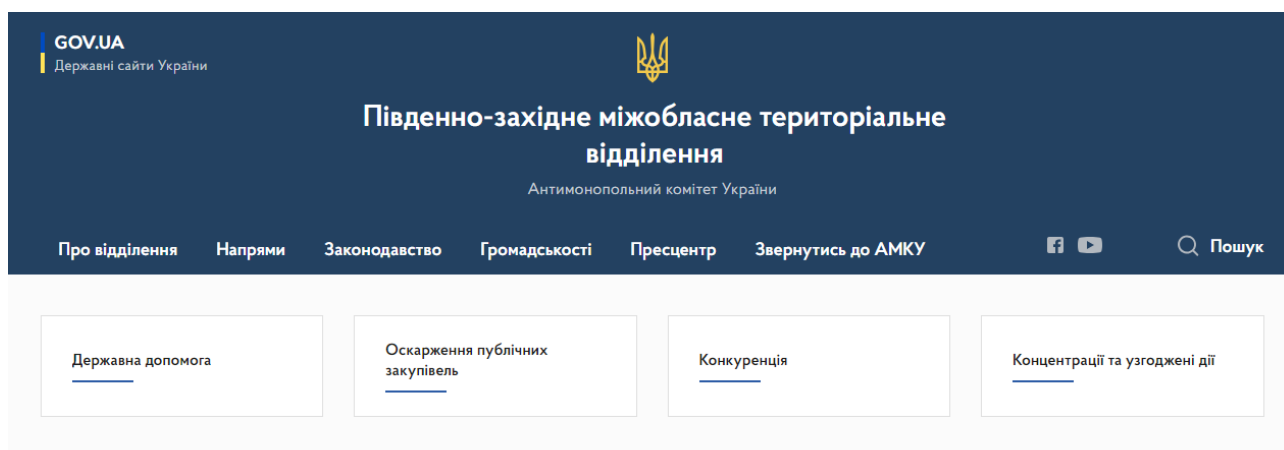 GOV.UA
Державні сайти України
Південно-західне міжобласне територіальне
відділення
Антимонопольний комітет України
Про відділення Напрями Законодавство Громадськості Пресцентр Звернутись до АМКУ Пошук
Державна допомога
Оскарження публічних
закупівель
Конкуренція
Концентрації та узгоджені дії